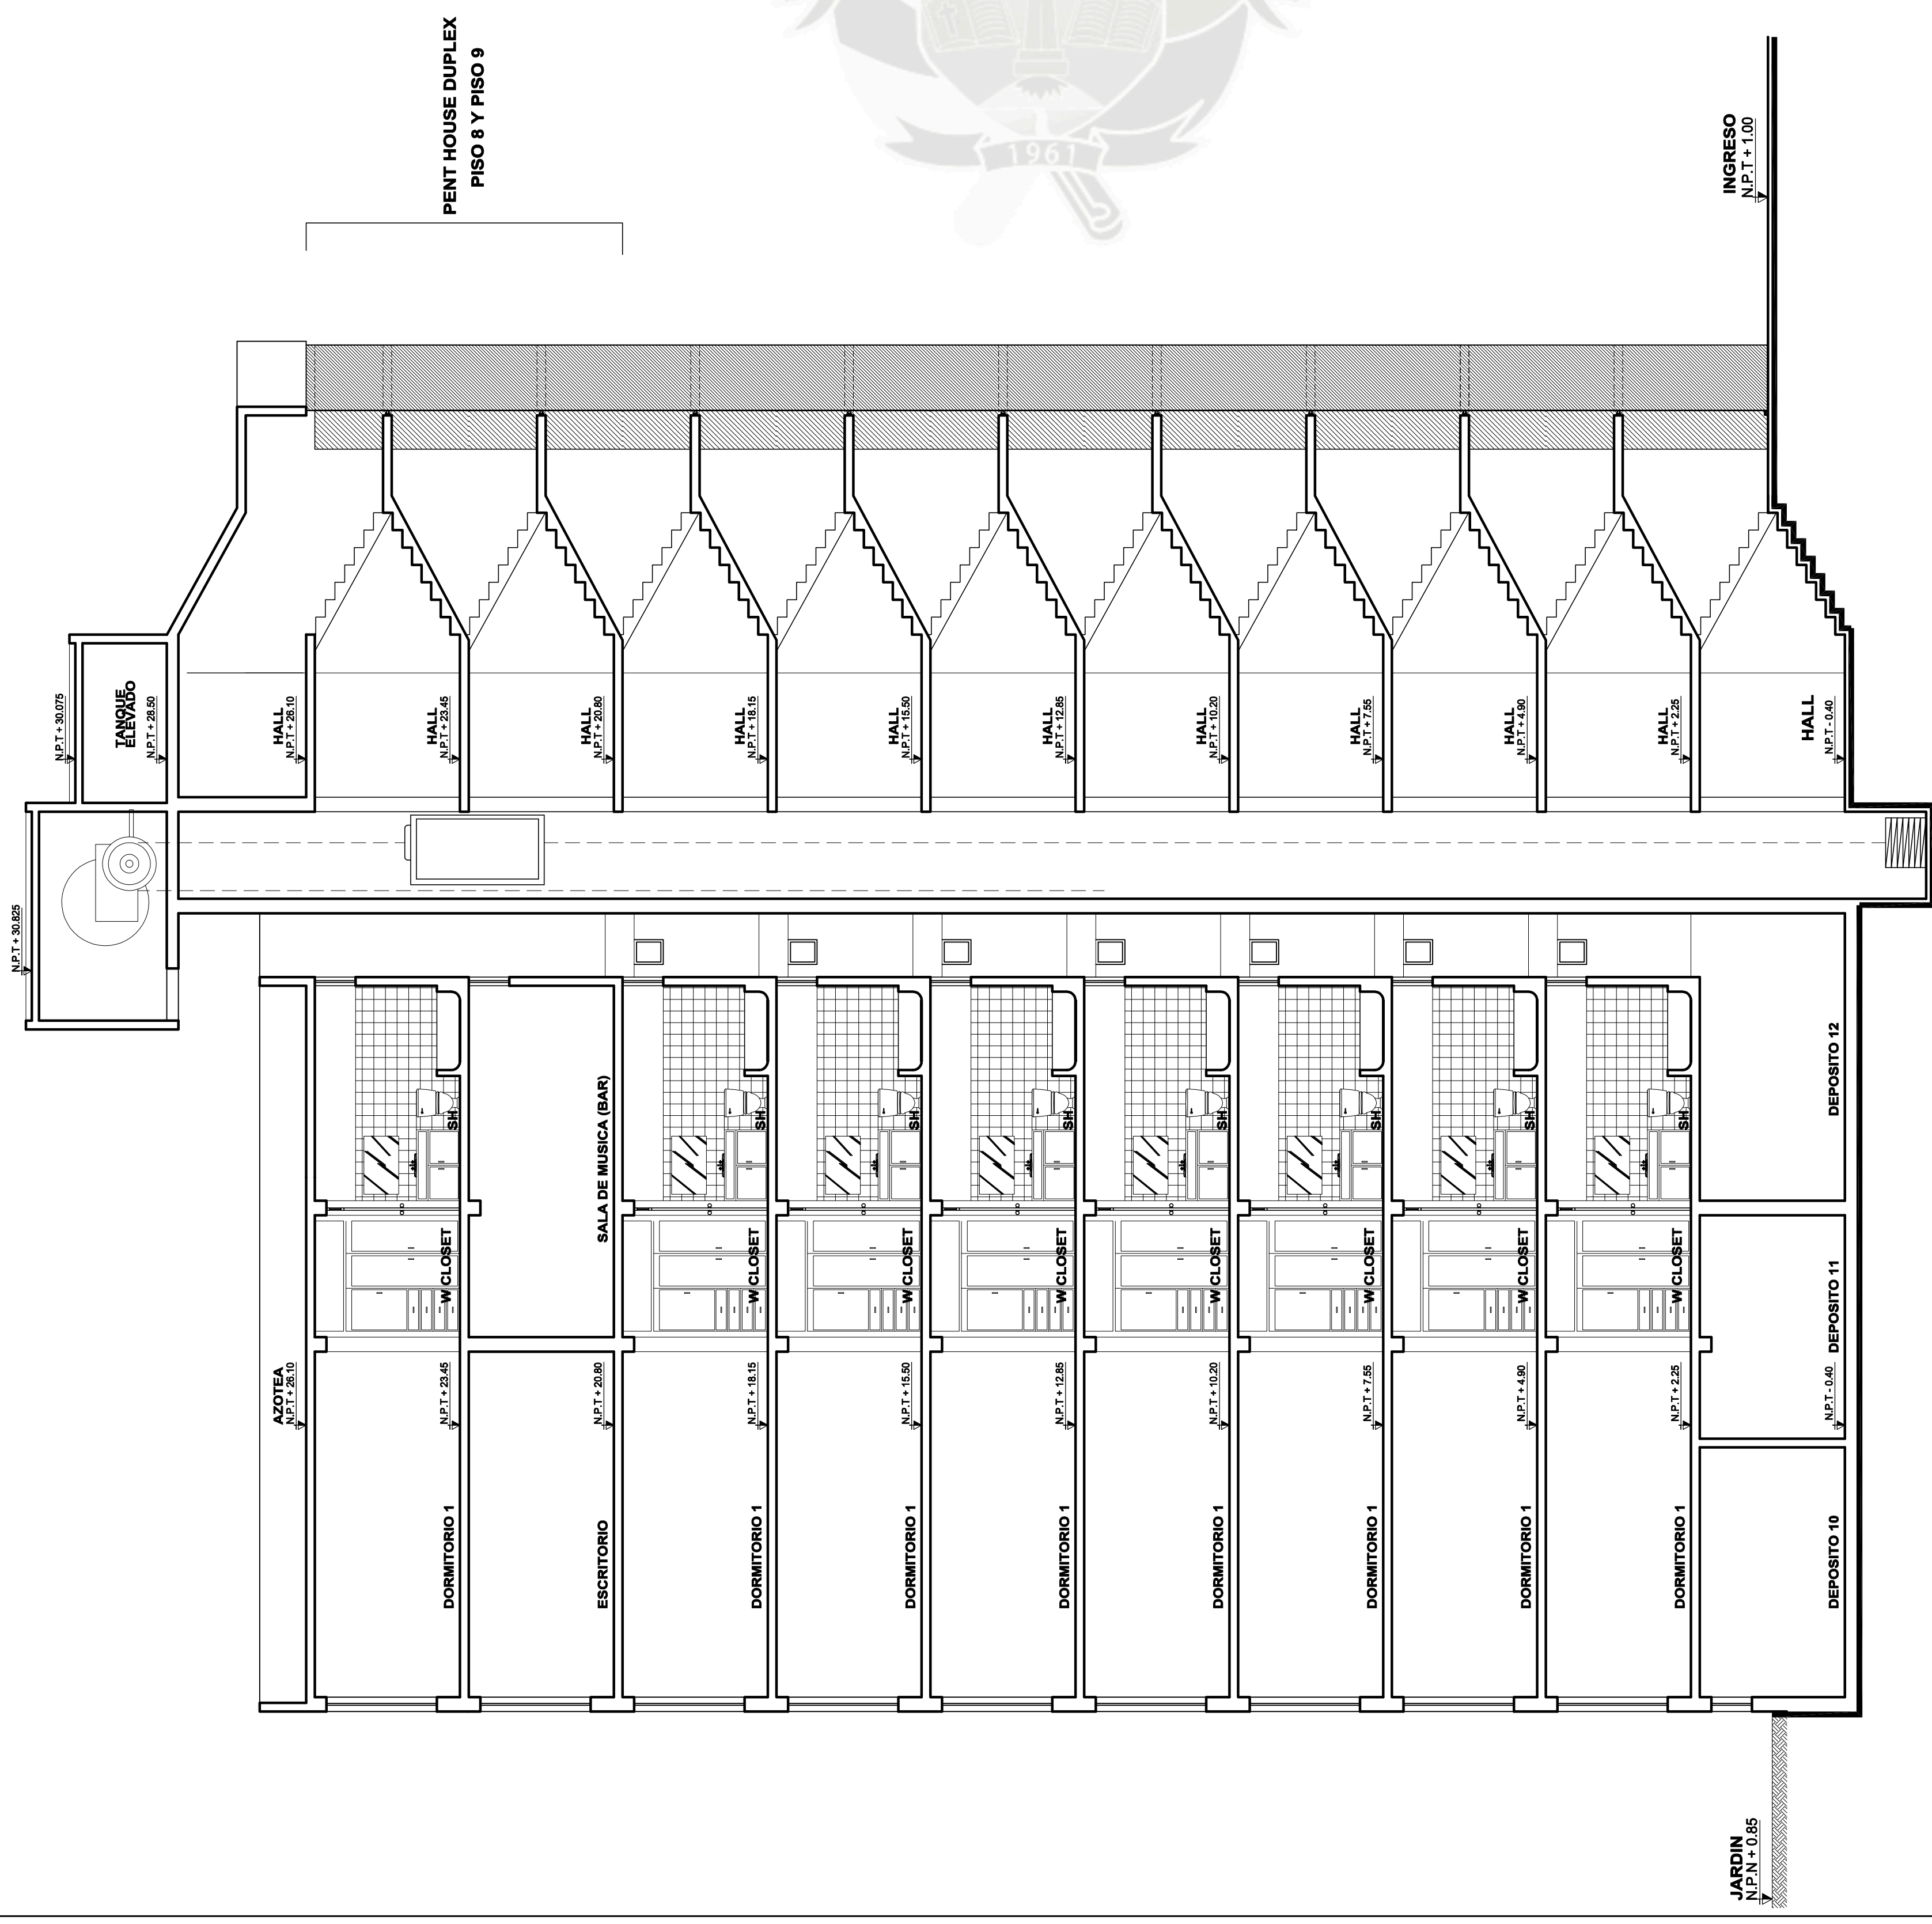 PENT HOUSE DUPLEX
PISO 8 Y PISO 9
1961
INGRESO
N.P.T + 1.00
N.P.T + 30.075
TANQUE
ELEVADO
N.P.T + 28.50
HALL
N.P.T + 26.10
HALL
N.P.T + 23.45
HALL
N.P.T + 20.80
HALL
N.P.T + 18.15
HALL
N.P.T + 15.50
HALL
N.P.T + 12.85
HALL
N.P.T + 10.20
HALL
N.P.T + 7.55
HALL
N.P.T + 4.90
HALL
N.P.T + 2.25
HALL
N.P.T - 0.40
N.P.T + 30.825
AZOTEA
N.P.T + 26.10
SH
W CLOSET
N.P.T + 23.45
DORMITORIO 1
SALA DE MUSICA (BAR)
N.P.T + 20.80
ESCRITORIO
SH
W CLOSET
N.P.T + 18.15
DORMITORIO 1
SH
W CLOSET
N.P.T + 15.50
DORMITORIO 1
SH
W CLOSET
N.P.T + 12.85
DORMITORIO 1
SH
W CLOSET
N.P.T + 10.20
DORMITORIO 1
SH
W CLOSET
N.P.T + 7.55
DORMITORIO 1
SH
W CLOSET
N.P.T + 4.90
DORMITORIO 1
SH
W CLOSET
N.P.T + 2.25
DORMITORIO 1
DEPOSITO 12
DEPOSITO 11
N.P.T - 0.40
DEPOSITO 10
JARDIN
N.P.N + 0.85